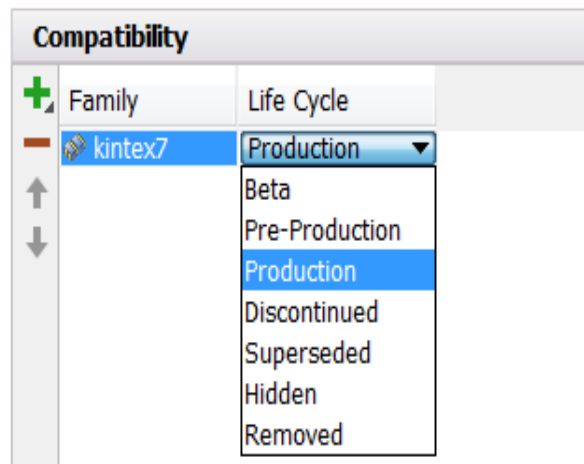 Compatibility
Family Life Cycle
kintex7 Production
Beta
Pre-Production
Production
Discontinued
Superseded
Hidden
Removed